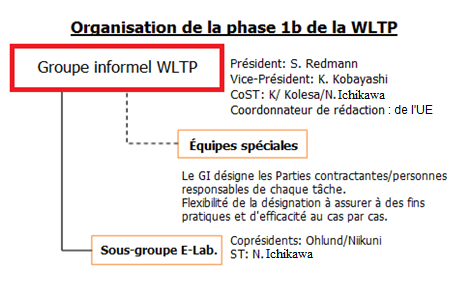 Organisation de la phase 1b de la WLTP
Groupe informel WLTP
Président: S. Redmann
Vice-Président: K. Kobayashi
CoST: K/ Kolesa/N. Ichikawa
Coordonnateur de rédaction : de l'UE
Équipes spéciales
Le GI désigne les Parties contractantes/personnes
responsables de chaque tâche.
Flexibilité de la désignation à assurer à des fins
pratiques et d'efficacité au cas par cas.
Sous-groupe E-Lab.
Coprésidents: Ohlund/Niikuni
ST: N. Ichikawa